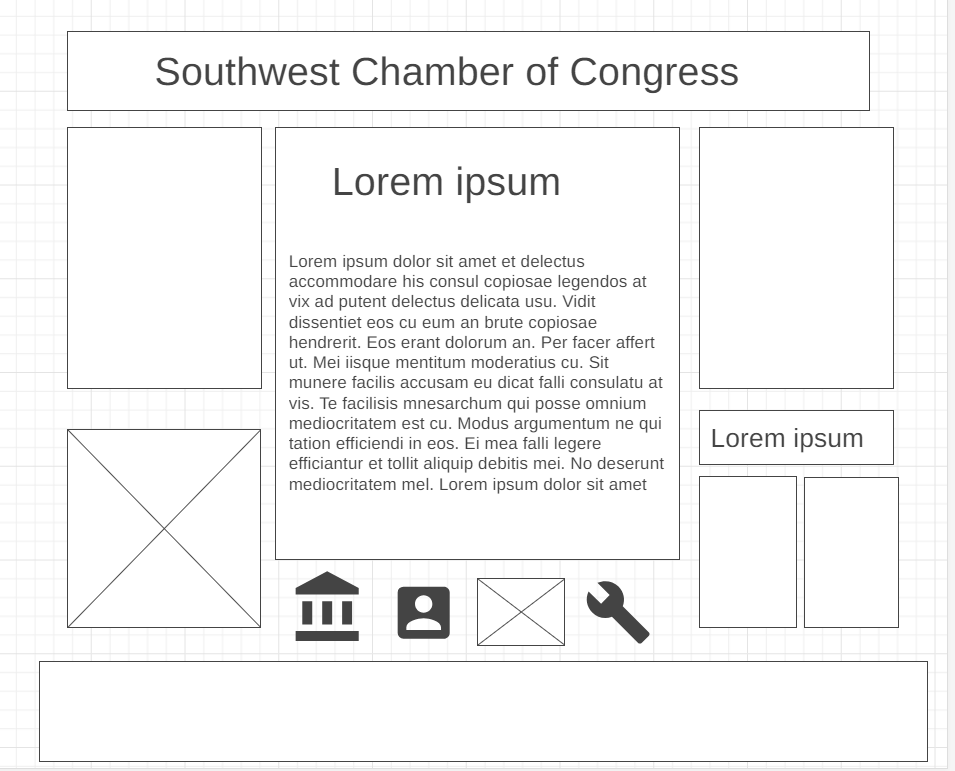 Southwest Chamber of Congress
Lorem ipsum
Lorem ipsum dolor sit amet et delectus
accommodare his consul copiosae legendos at
vix ad putent delectus delicata usu. Vidit
dissentiet eos cu eum an brute copiosae
hendrerit. Eos erant dolorum an. Per facer affert
ut. Mei iisque mentitum moderatius cu. Sit
munere facilis accusam eu dicat falli consulatu at
vis. Te facilisis mnesarchum qui posse omnium
mediocritatem est cu. Modus argumentum ne qui
tation efficiendi in eos. Ei mea falli legere
efficiantur et tollit aliquip debitis mei. No deserunt
mediocritatem mel. Lorem ipsum dolor sit amet
Lorem ipsum